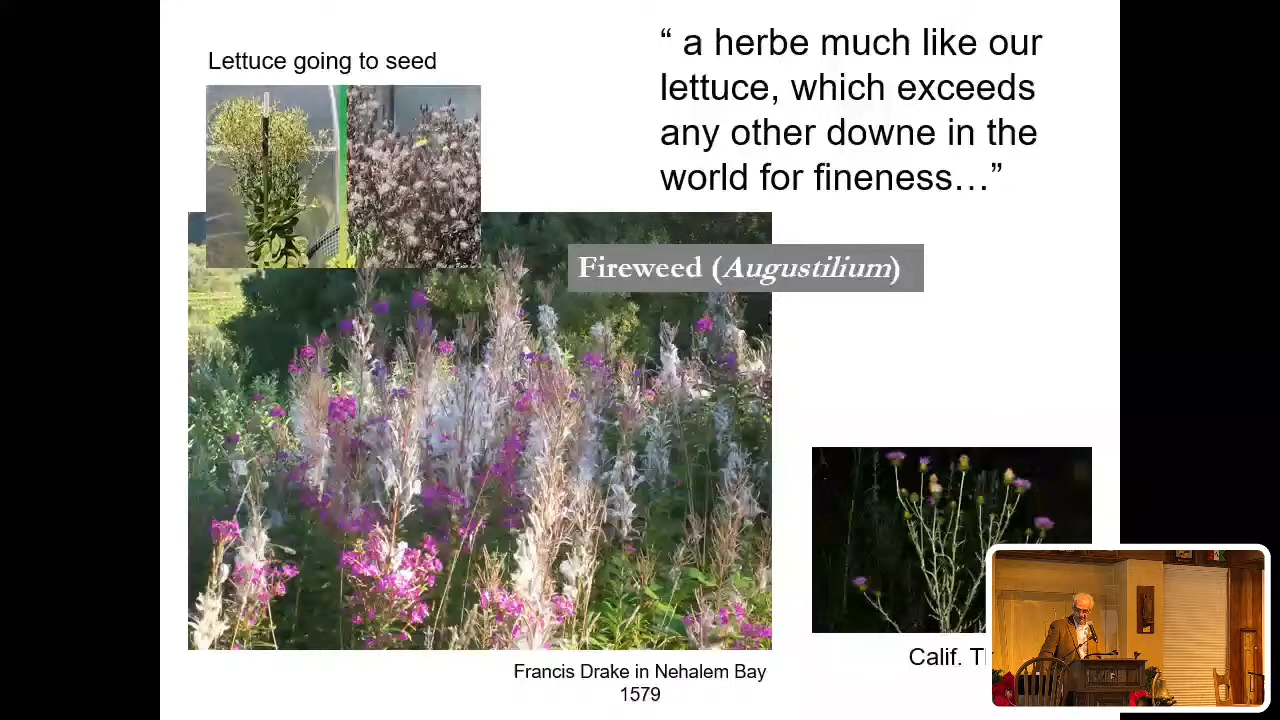 Lettuce going to seed
“ a herbe much like our
lettuce, which exceeds
any other downe in the
world for fineness…”
Fireweed (Augustilium)
Calif.
Francis Drake in Nehalem Bay
1579